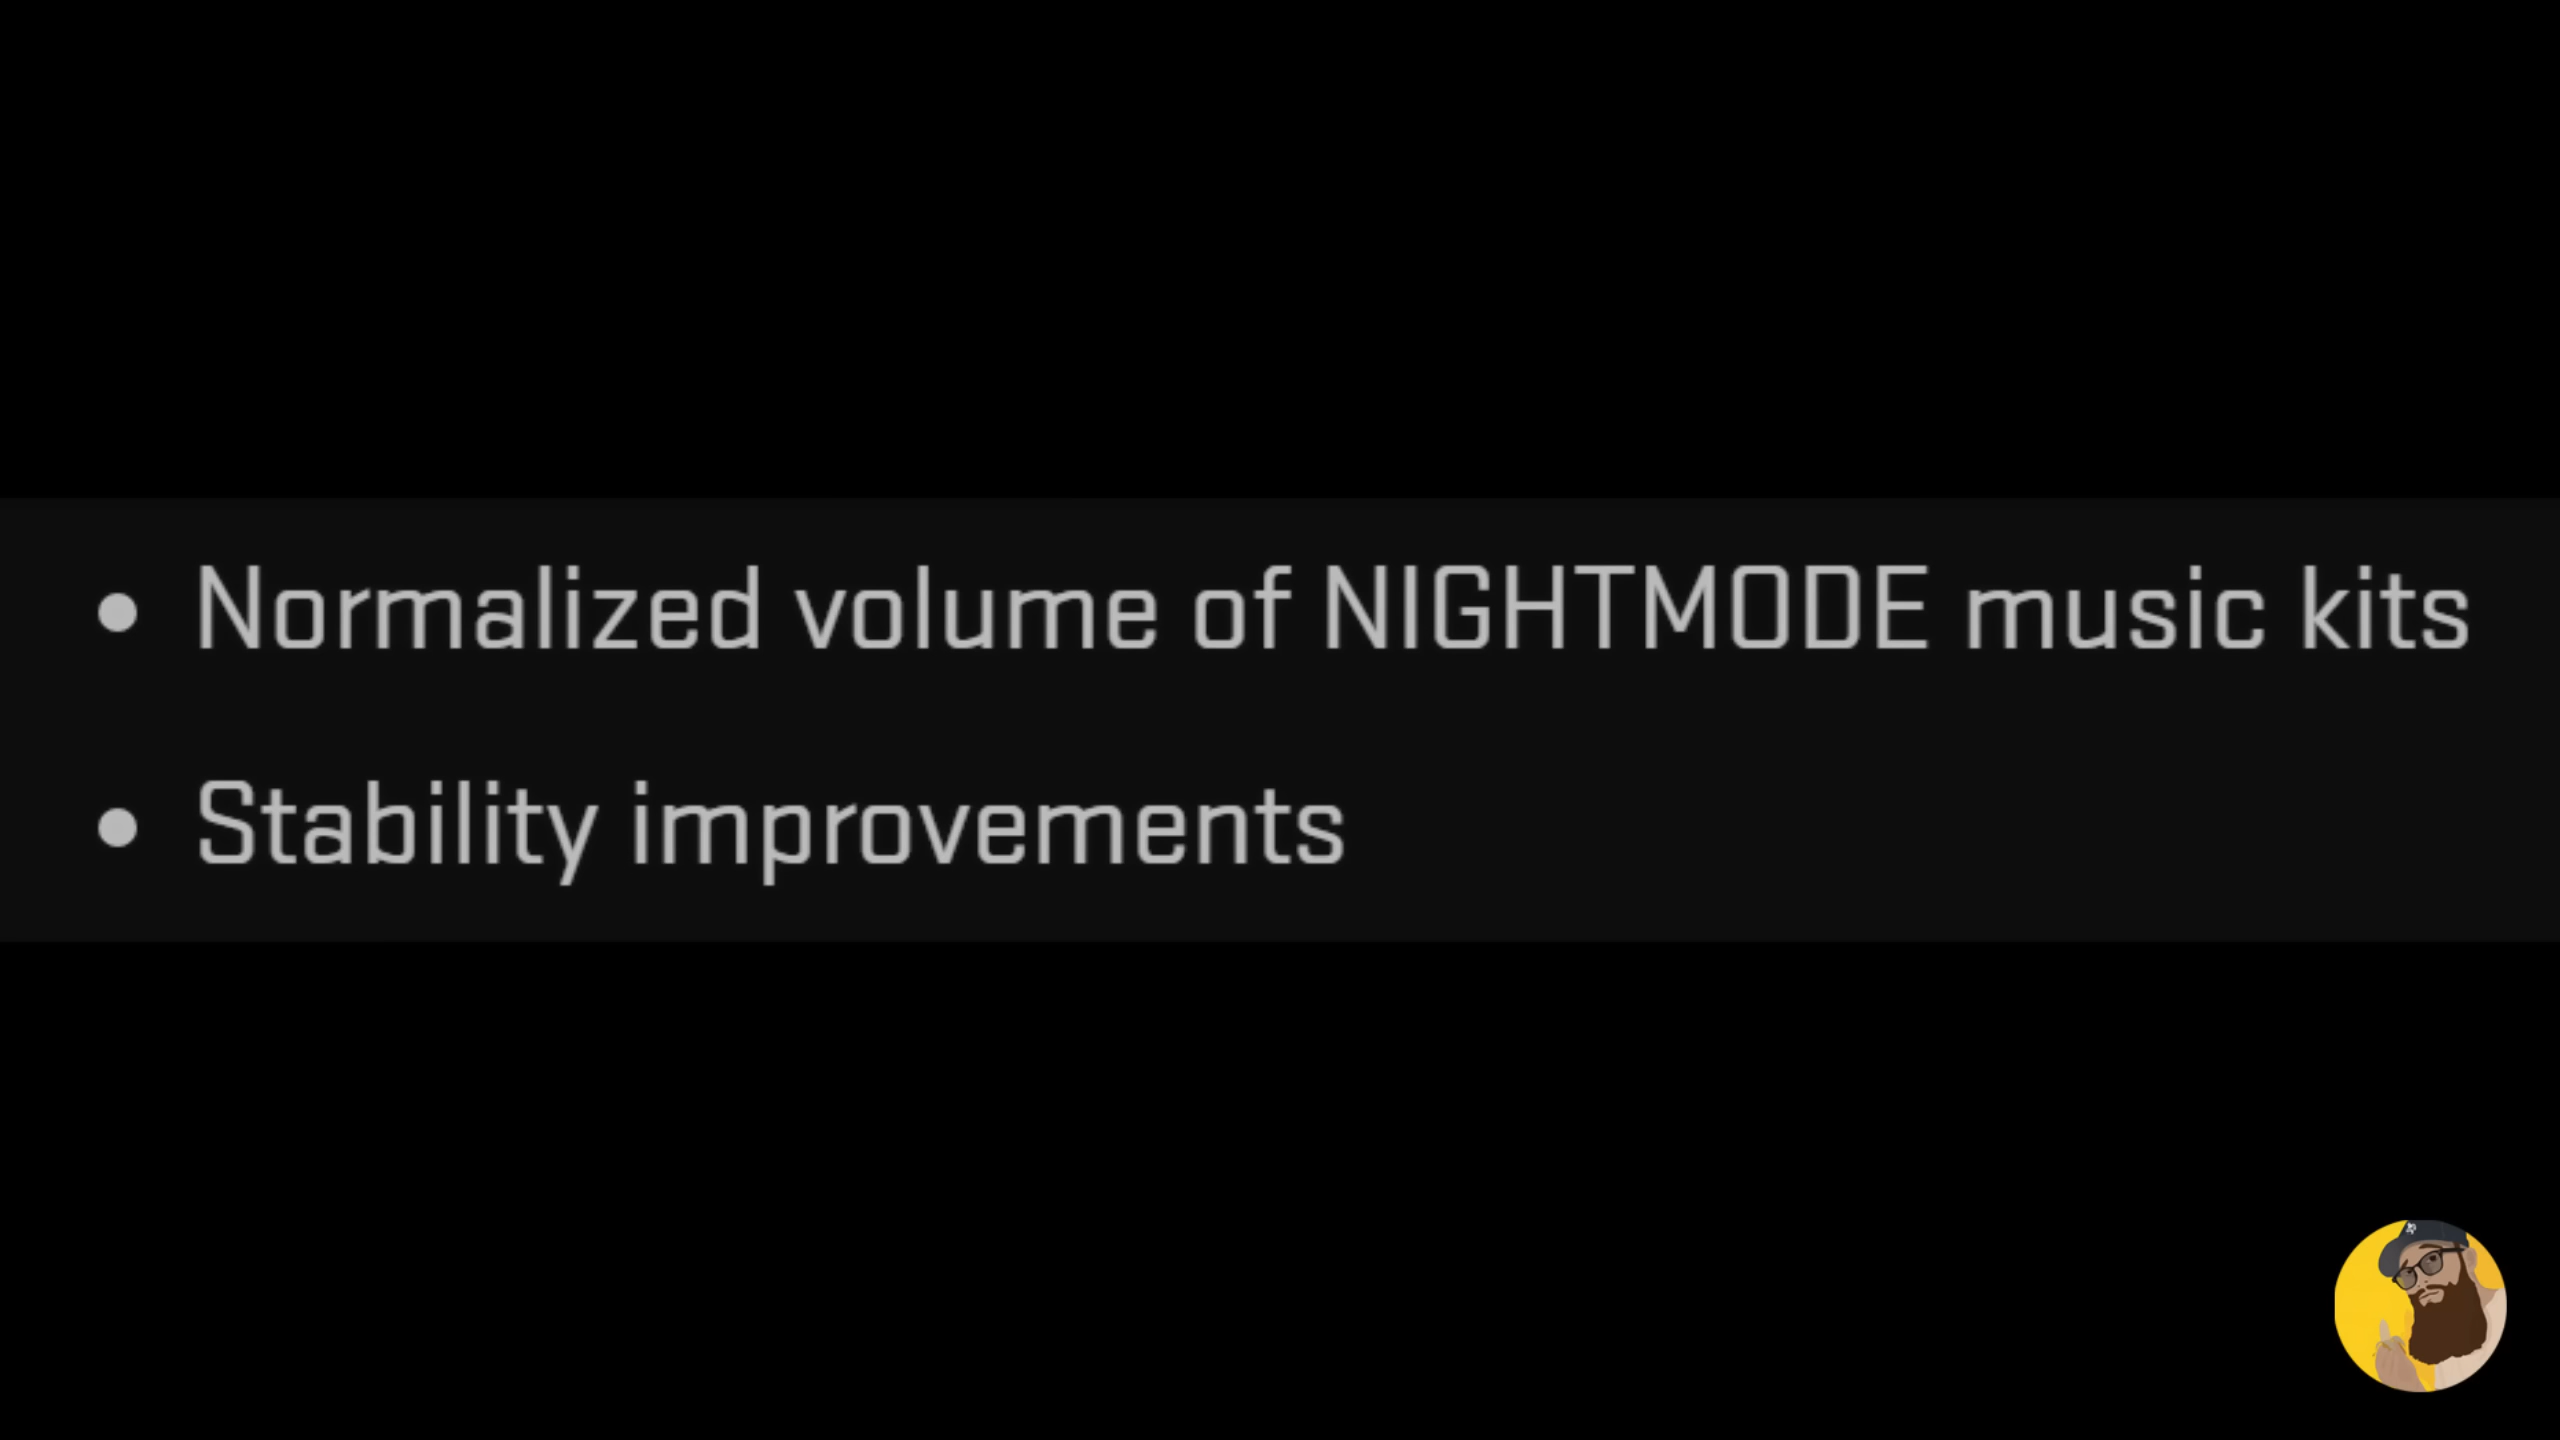 • Normalized volume of NIGHTMODE music kits
• Stability improvements